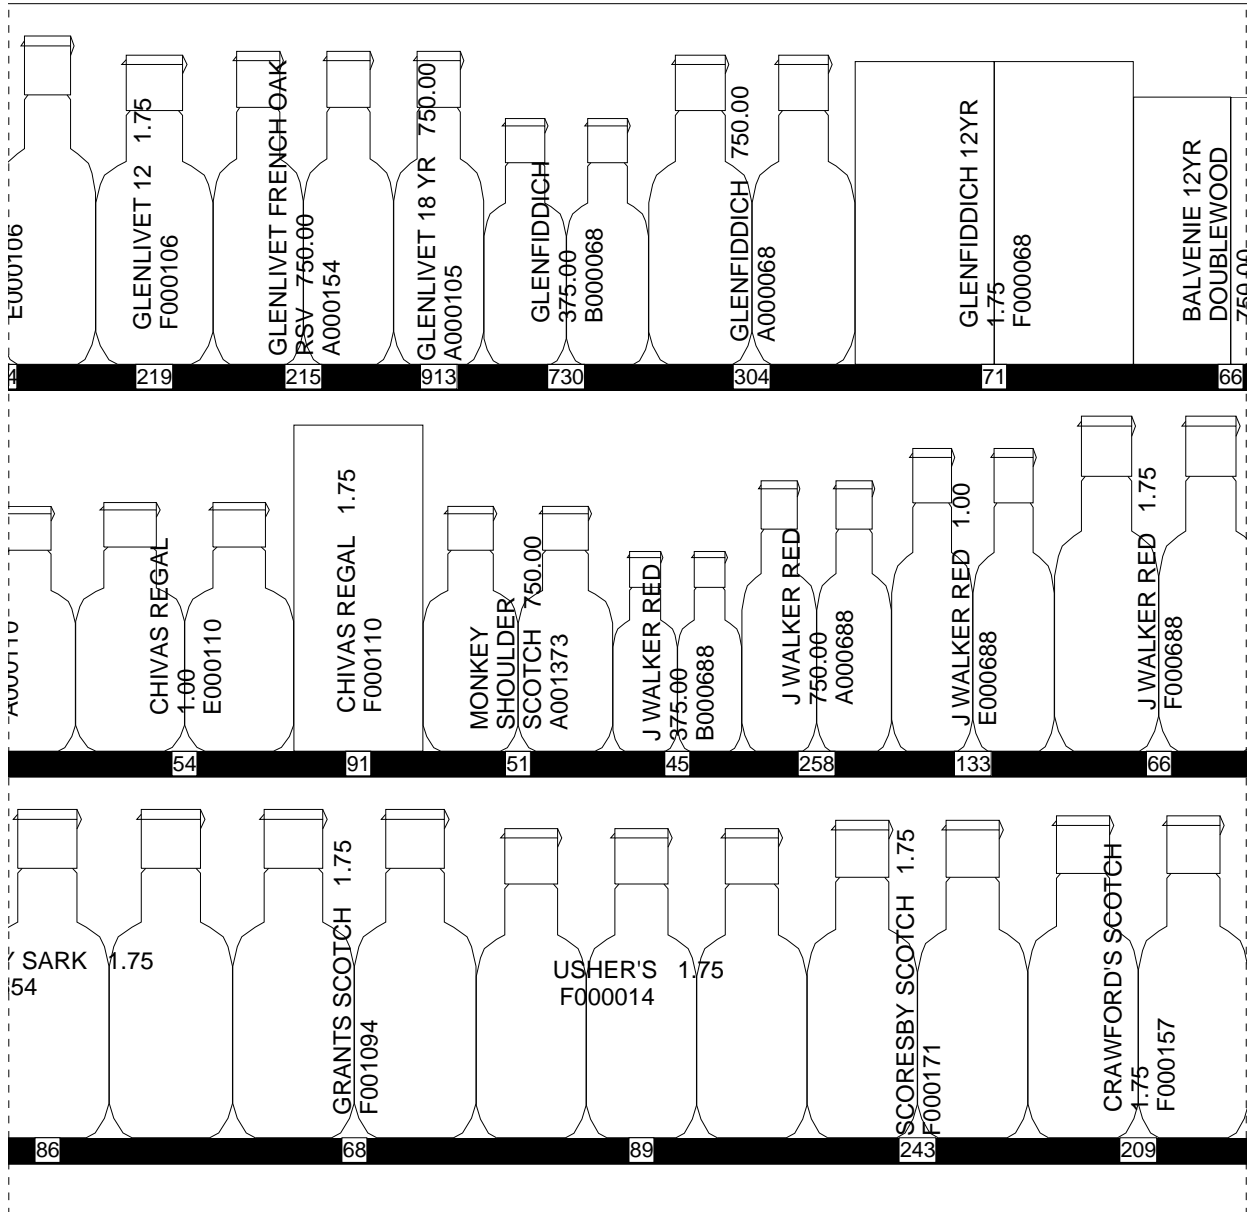 E000106
GLENLIVET 12 1.75
F000106
GLENLIVET FRENCH OAK
RSV 750.00
A000154
GLENLIVET 18 YR 750.00
A000105
GLENFIDDICH
375.00
B000068
GLENFIDDICH 750.00
A000068
GLENFIDDICH 12YR
1.75
F000068
BALVENIE 12YR
DOUBLEWOOD
750.00
4 219 215 913 730 304 71 66
A000110
CHIVAS REGAL
1.00
E000110
CHIVAS REGAL 1.75
F000110
MONKEY
SHOULDER
SCOTCH 750.00
A001373
J WALKER RED
375.00
B000688
J WALKER RED
750.00
A000688
J WALKER RED 1.00
E000688
J WALKER RED 1.75
F000688
54 91 51 45 258 133 66
Y SARK 1.75
54
GRANTS SCOTCH 1.75
F001094
USHER'S 1.75
F000014
SCORESBY SCOTCH 1.75
F000171
CRAWFORD'S SCOTCH
1.75
F000157
86 68 89 243 209